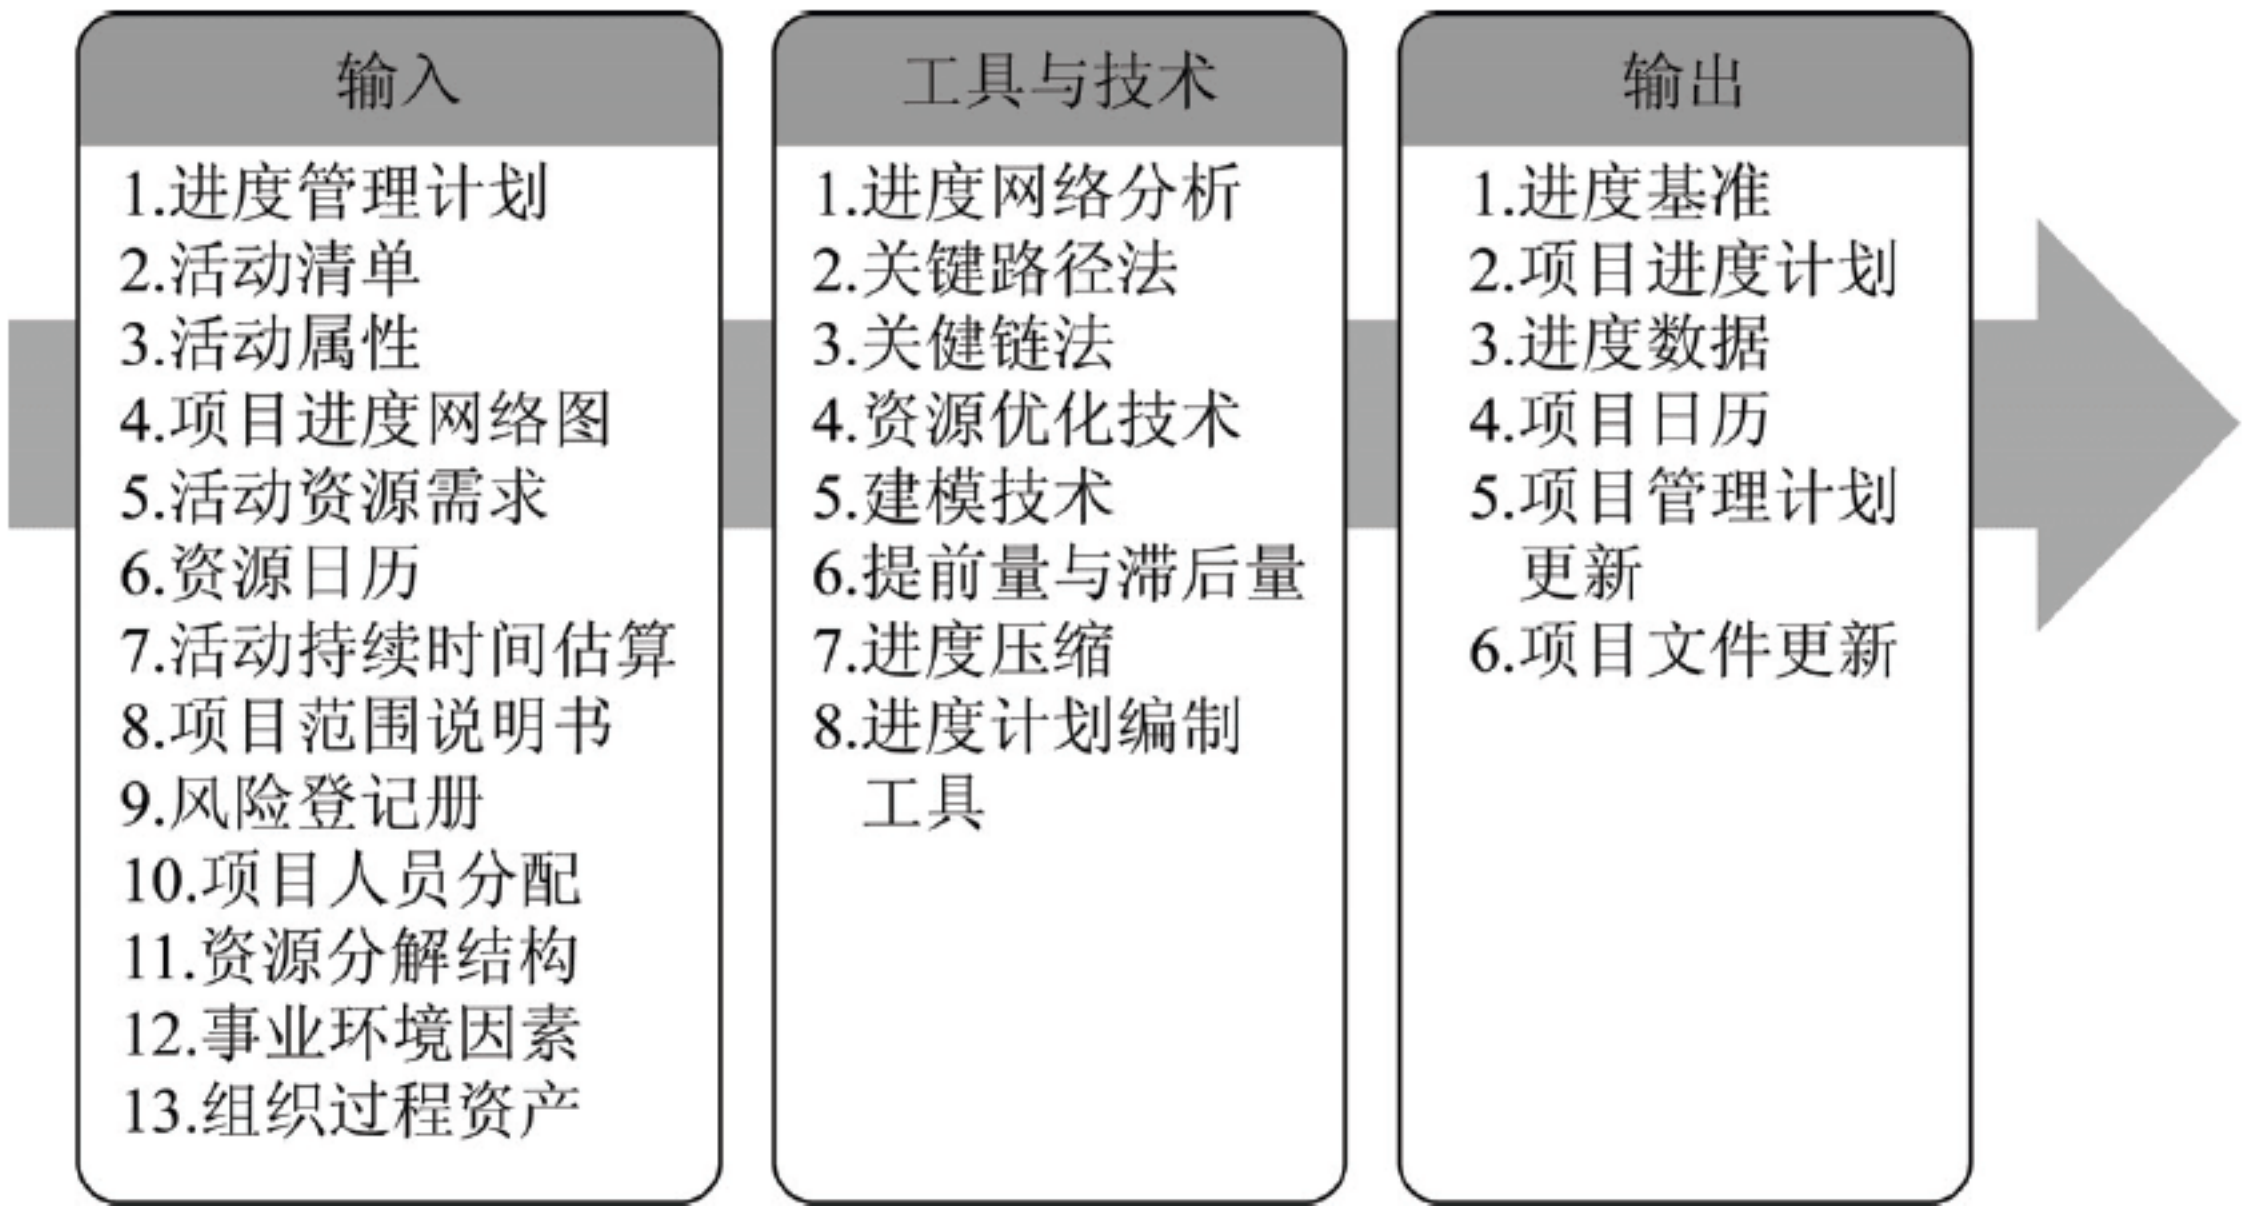 输入
1.进度管理计划
2.活动清单
3.活动属性
4.项目进度网络图
5.活动资源需求
6.资源日历
7.活动持续时间估算
8.项目范围说明书
9.风险登记册
10.项目人员分配
11.资源分解结构
12.事业环境因素
13.组织过程资产
工具与技术
1.进度网络分析
2.关键路径法
3.关健链法
4.资源优化技术
5.建模技术
6.提前量与滞后量
7.进度压缩
8.进度计划编制
工具
输出
1.进度基准
2.项目进度计划
3.进度数据
4.项目日历
5.项目管理计划
更新
6.项目文件更新